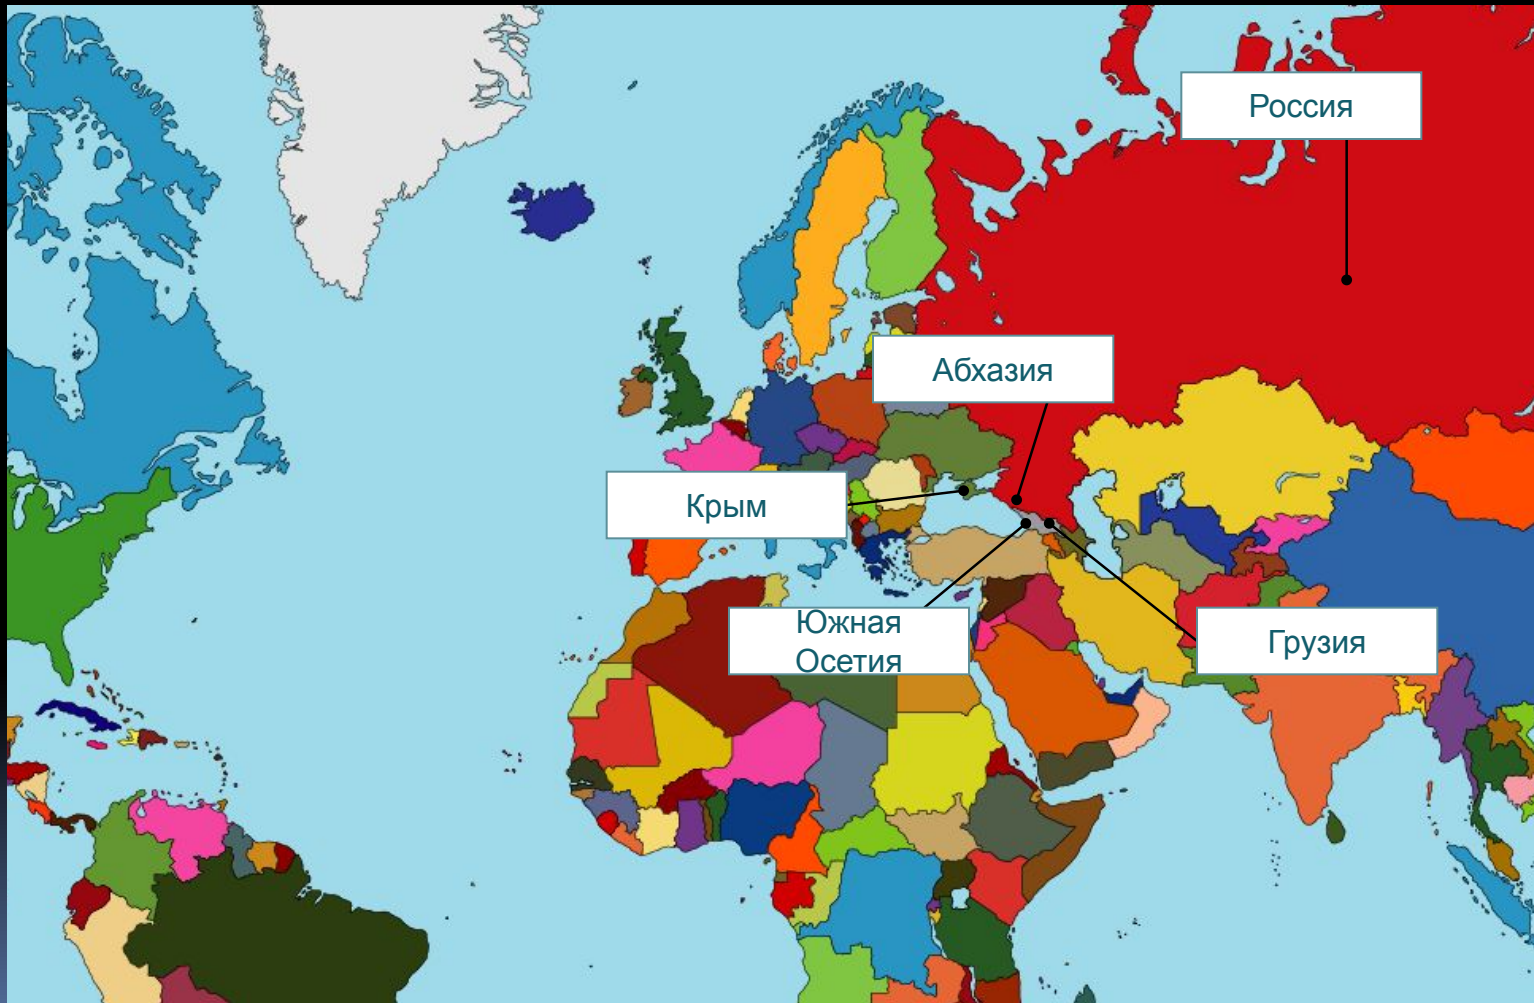 Россия
Абхазия
Крым
Южная
Осетия
Грузия